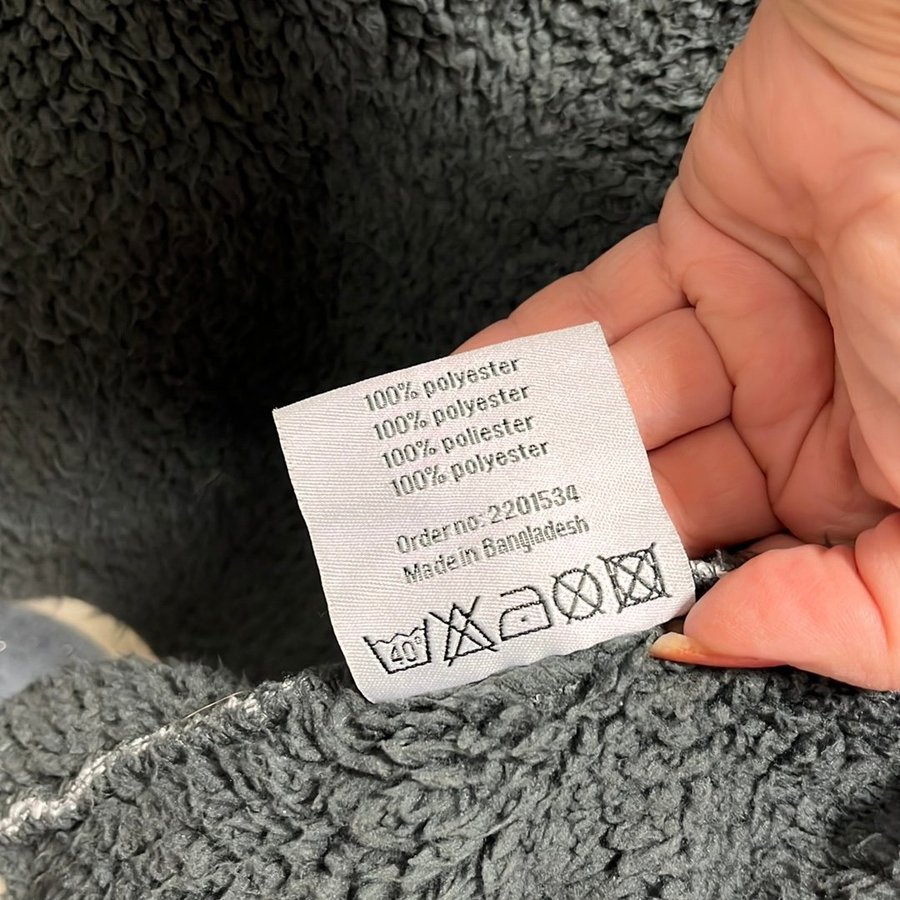 100% polyester
100% polyester
100% poliester
100% polyester
Order no: 2201534
Made in Bangladesh
40°